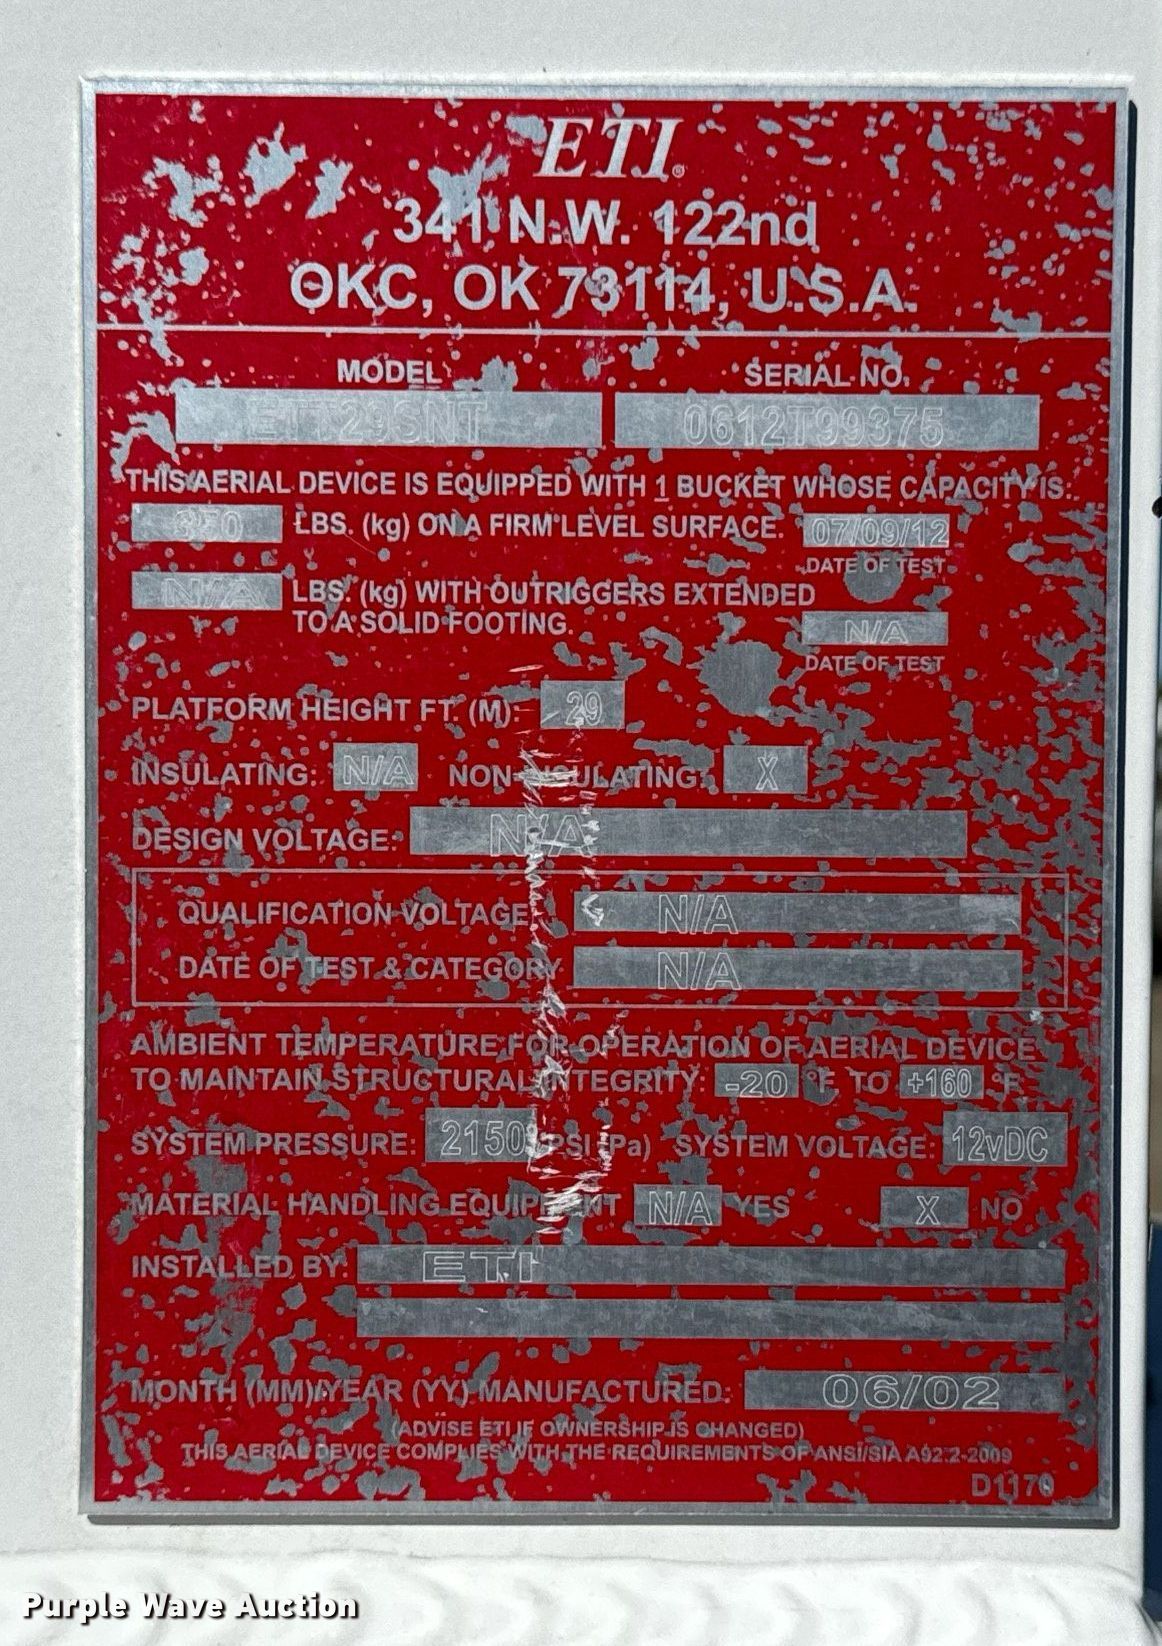 ETI®
341 N.W. 122nd
OKC, OK 73114, U.S.A.
MODEL SERIAL NO.
ETT29SNT 0612T99375
THIS AERIAL DEVICE IS EQUIPPED WITH 1 BUCKET WHOSE CAPACITY IS:
350 LBS. (kg) ON A FIRM LEVEL SURFACE. 07/09/12
DATE OF TEST
N/A LBS. (kg) WITH OUTRIGGERS EXTENDED
TO A SOLID FOOTING. N/A
DATE OF TEST
PLATFORM HEIGHT FT. (M): 29
INSULATING: N/A NON-INSULATING: X
DESIGN VOLTAGE: N/A
QUALIFICATION VOLTAGE: N/A
DATE OF TEST & CATEGORY N/A
AMBIENT TEMPERATURE FOR OPERATION OF AERIAL DEVICE
TO MAINTAIN STRUCTURAL INTEGRITY: -20 °F TO +160 °F
SYSTEM PRESSURE: 2150 PSI (Pa) SYSTEM VOLTAGE: 12vDC
MATERIAL HANDLING EQUIPMENT N/A YES X NO
INSTALLED BY: ETI
MONTH (MM)/YEAR (YY) MANUFACTURED: 06/02
(ADVISE ETI IF OWNERSHIP IS CHANGED)
THIS AERIAL DEVICE COMPLIES WITH THE REQUIREMENTS OF ANSI/SIA A92.2-2009
D1170
Purple Wave Auction